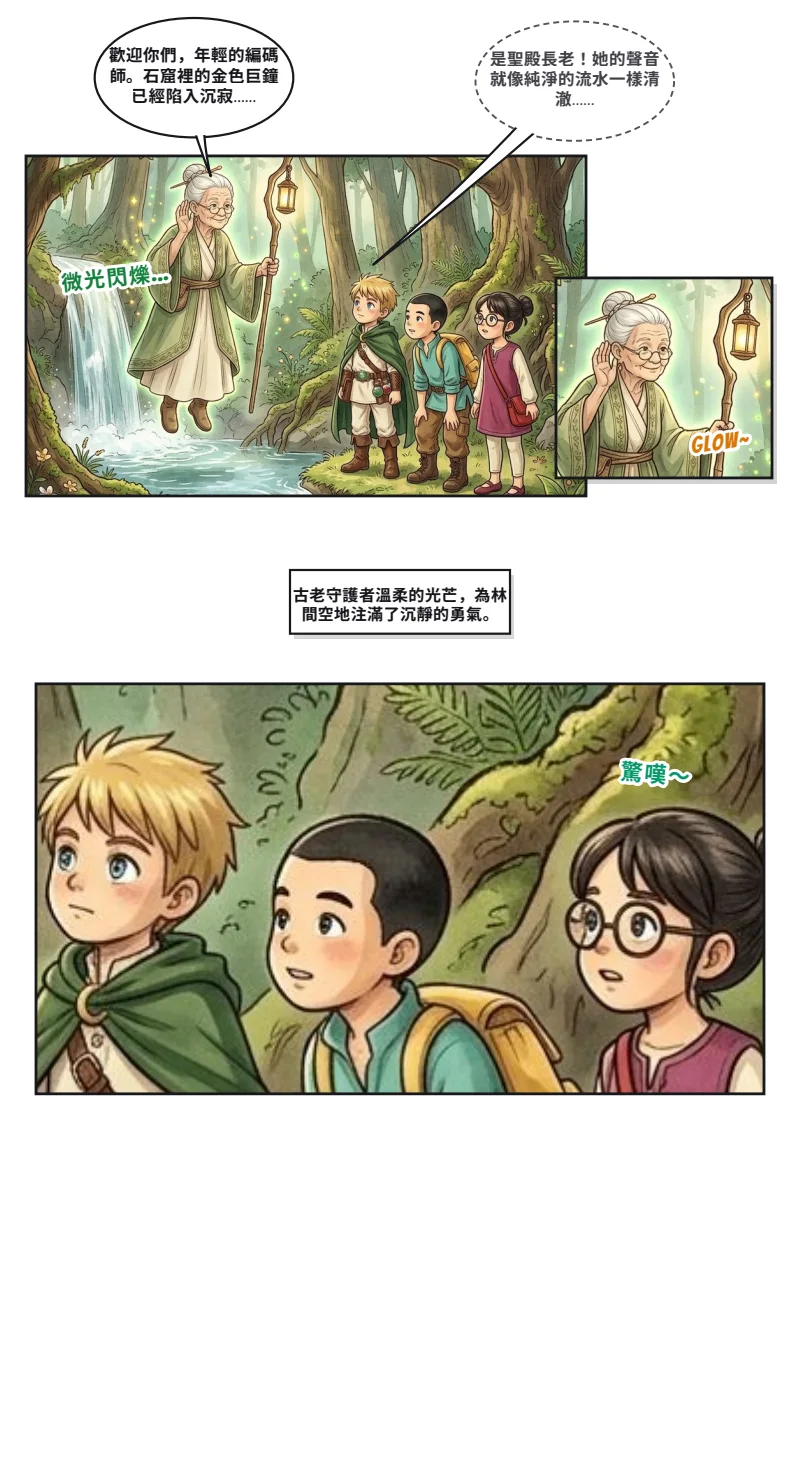 歡迎你們，年輕的編碼
師。石窟裡的金色巨鐘
已經陷入沉寂……
是聖殿長老！她的聲音
就像純淨的流水一樣清
澈……
微光閃爍...
GLOW~
古老守護者溫柔的光芒，為林
間空地注滿了沉靜的勇氣。
驚嘆～